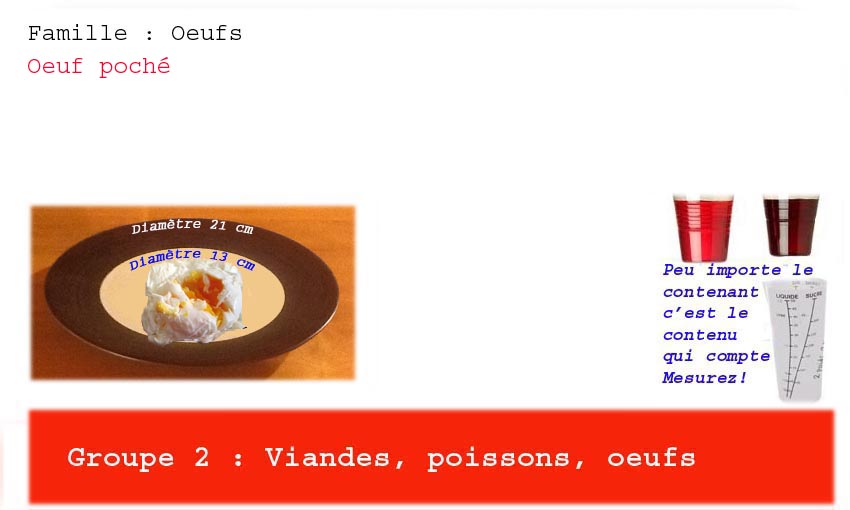 Famille : Oeufs
Oeuf poché
Diamètre 21 cm
Diamètre 13 cm
Peu importe le
contenant
c’est le
contenu
qui compte
Mesurez!
LIQUIDE SUCRE
Groupe 2 : Viandes, poissons, oeufs